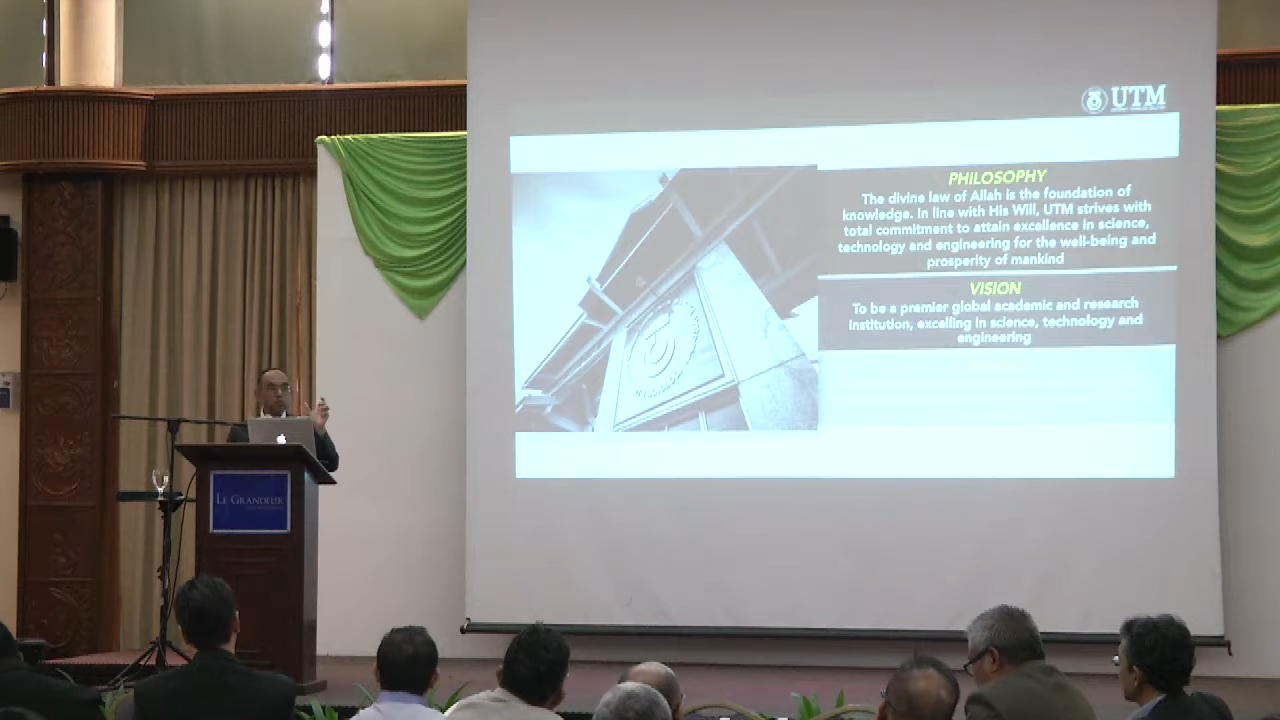 UTM
PHILOSOPHY
The divine law of Allah is the foundation of
knowledge. In line with His Will, UTM strives with
total commitment to attain excellence in science,
technology and engineering for the well-being and
prosperity of mankind
VISION
To be a premier global academic and research
institution, excelling in science, technology and
engineering
LE GRANDEUR